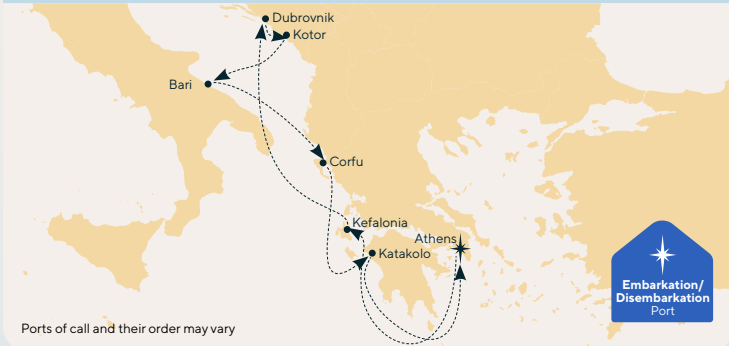 Dubrovnik
Kotor
Bari
Corfu
Kefalonia
Athens
Katakolo
Embarkation/
Disembarkation
Port
Ports of call and their order may vary